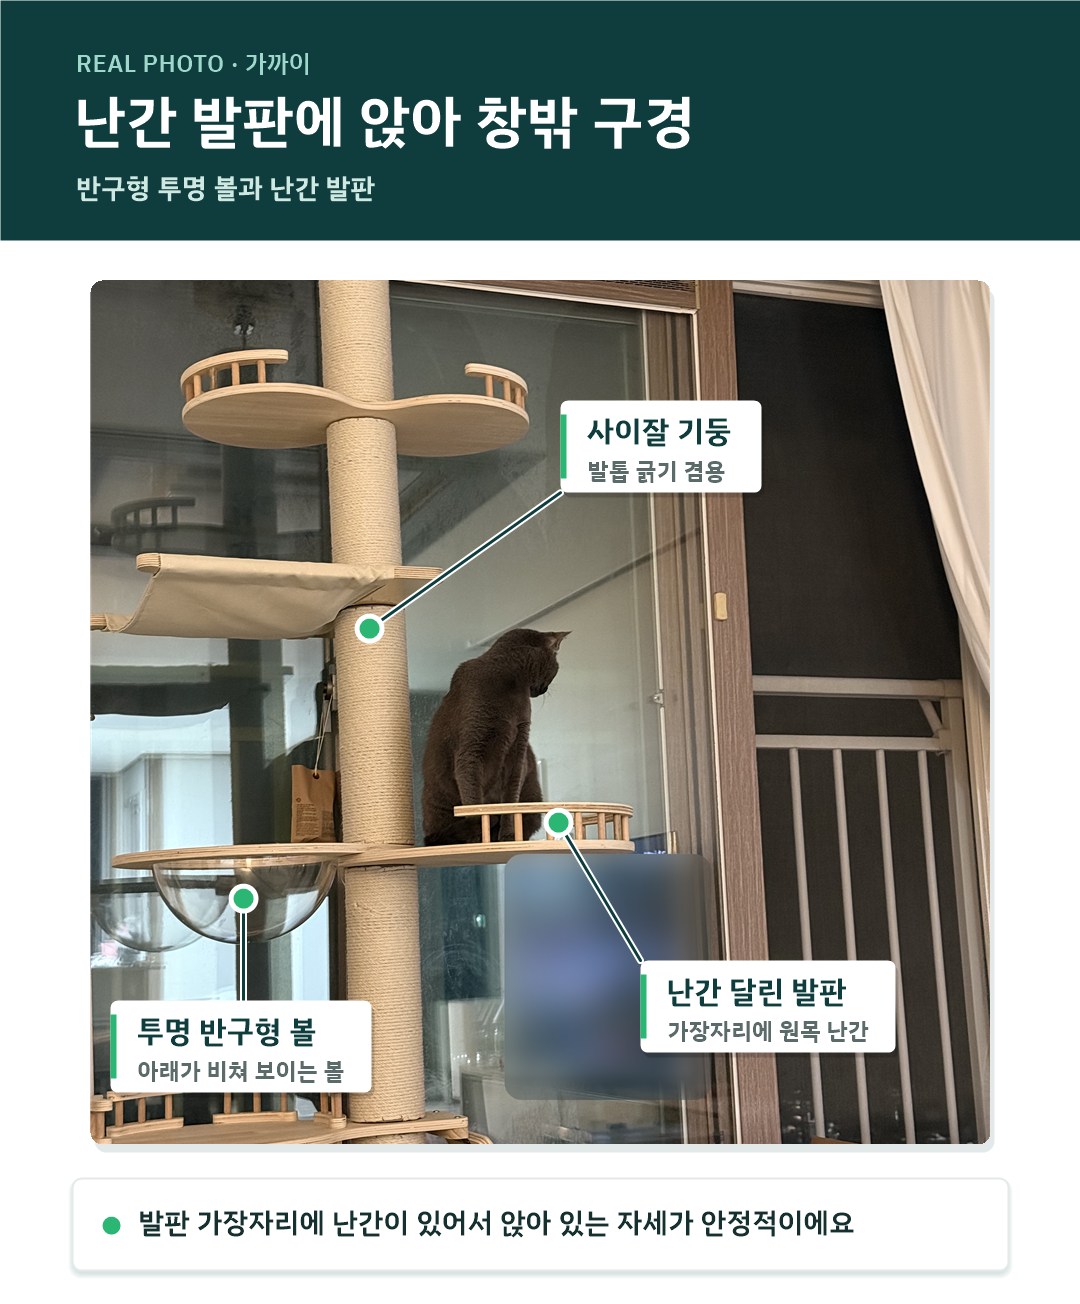 REAL PHOTO · 가까이
난간 발판에 앉아 창밖 구경
반구형 투명 볼과 난간 발판
사이잘 기둥
발톱 긁기 겸용
난간 달린 발판
가장자리에 원목 난간
투명 반구형 볼
아래가 비쳐 보이는 볼
발판 가장자리에 난간이 있어서 앉아 있는 자세가 안정적이에요